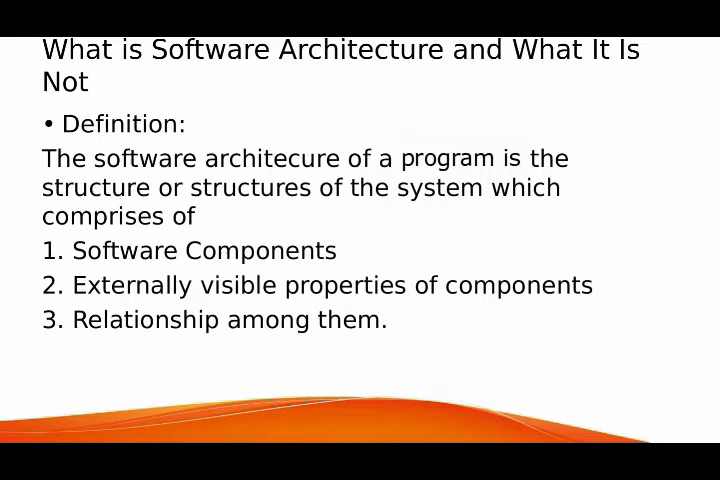 What is Software Architecture and What It Is
Not
• Definition:
The software architecure of a program is the
structure or structures of the system which
comprises of
1. Software Components
2. Externally visible properties of components
3. Relationship among them.